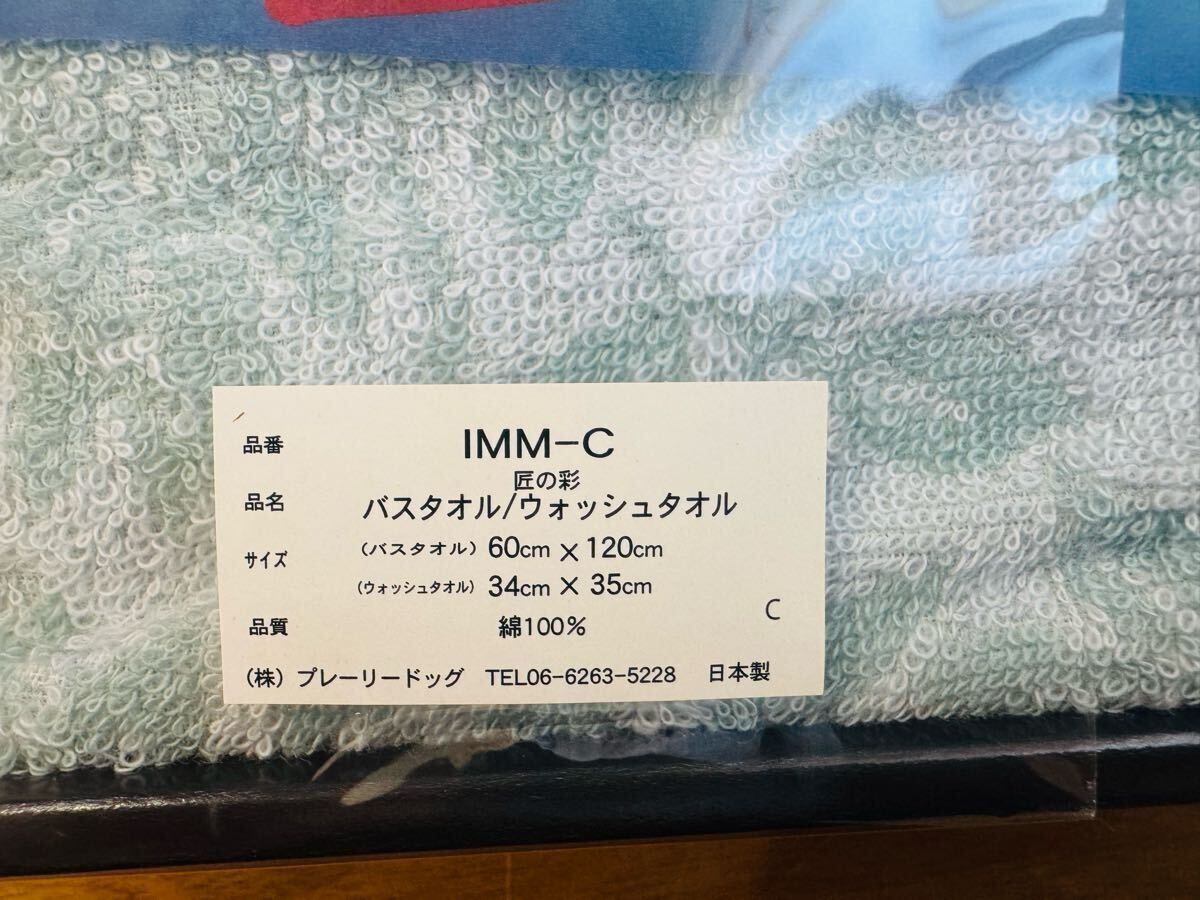 品番 IMM-C
匠の彩
品名 バスタオル/ウォッシュタオル
サイズ (バスタオル) 60cm×120cm
(ウォッシュタオル) 34cm×35cm
C
品質 綿100%
(株) プレーリードッグ TEL06-6263-5228 日本製